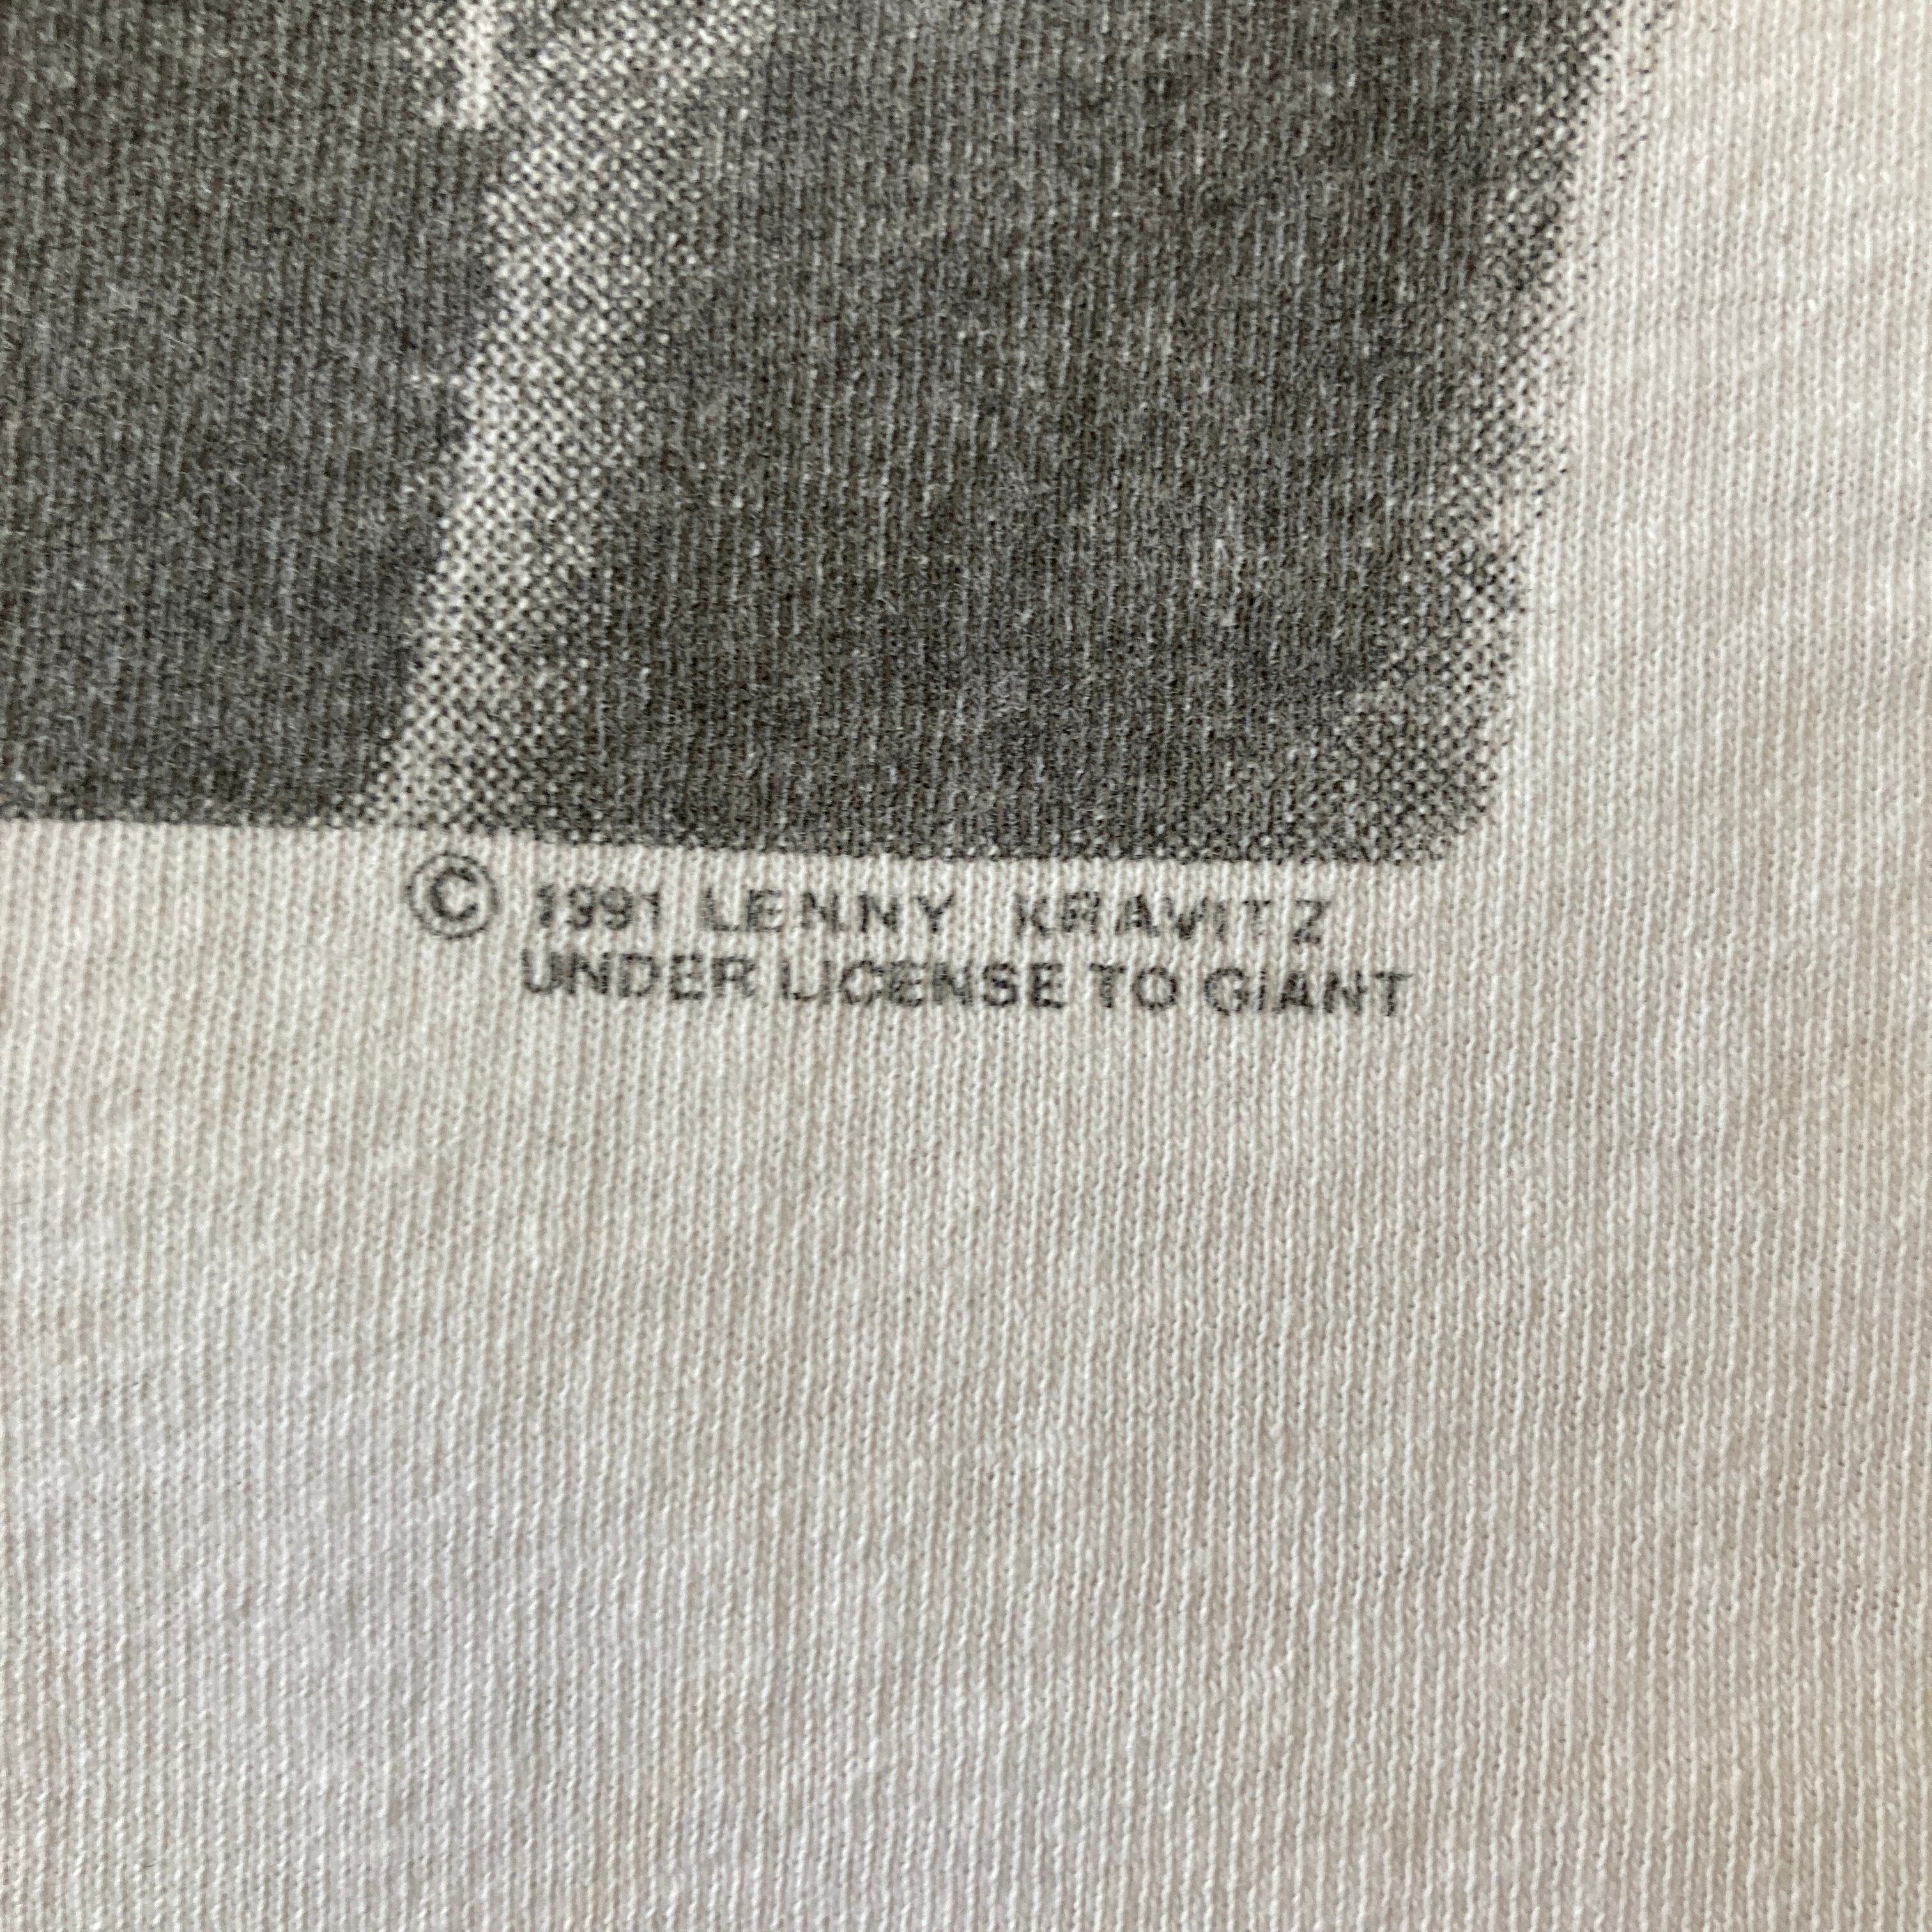 © 1991 LENNY KRAVITZ
UNDER LICENSE TO GIANT